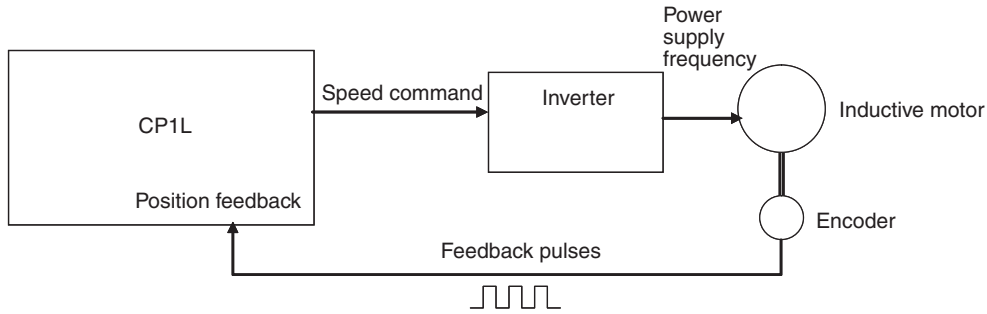 Power
supply
frequency
Speed command
Inverter
CP1L
Inductive motor
Position feedback
Encoder
Feedback pulses